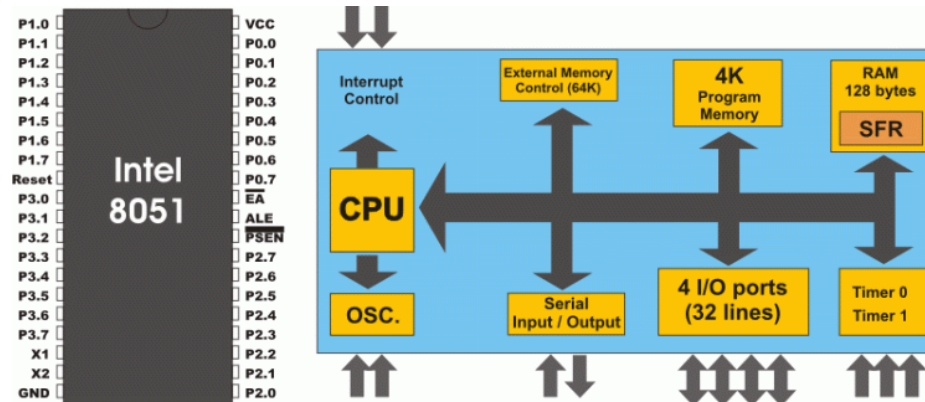 P1.0
P1.1
P1.2
P1.3
P1.4
P1.5
P1.6
P1.7
Reset
P3.0
P3.1
P3.2
P3.3
P3.4
P3.5
P3.6
P3.7
X1
X2
GND
Intel
8051
VCC
P0.0
P0.1
P0.2
P0.3
P0.4
P0.5
P0.6
P0.7
EA
ALE
PSEN
P2.7
P2.6
P2.5
P2.4
P2.3
P2.2
P2.1
P2.0
Interrupt
Control
External Memory
Control (64K)
4K
Program
Memory
RAM
128 bytes
SFR
CPU
OSC.
Serial
Input / Output
4 I/O ports
(32 lines)
Timer 0
Timer 1